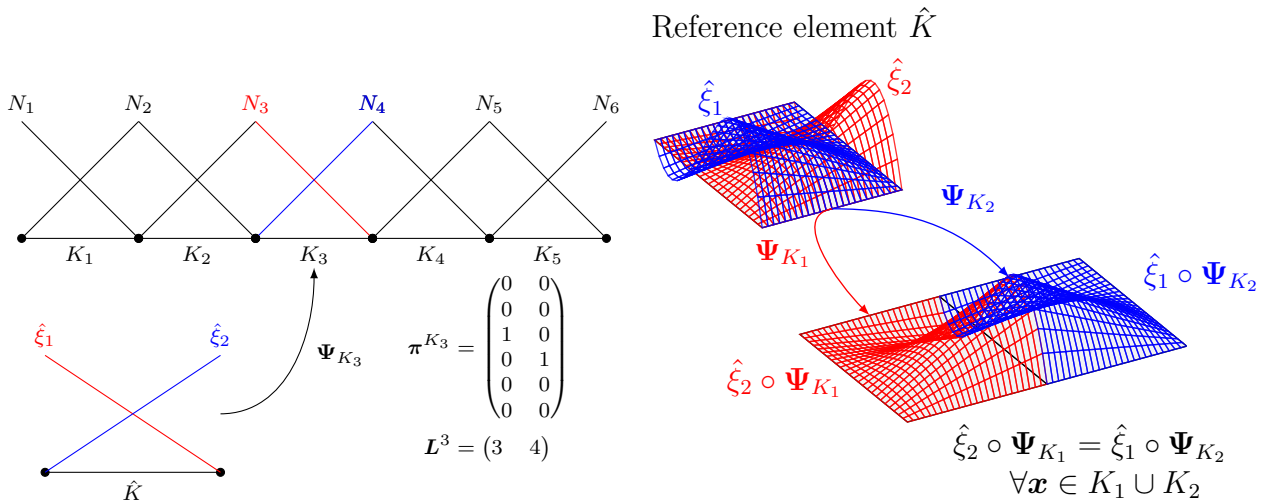 N₁ N₂ N₃ N₄ N₅ N₆
K₁ K₂ K₃ K₄ K₅
ξ̂₁ ξ̂₂
Ψ_{K₃}
K̂
π^{K₃} = (0 0
0 0
1 0
0 1
0 0
0 0)
L³ = (3 4)
Reference element K̂
ξ̂₁ ξ̂₂
Ψ_{K₂}
Ψ_{K₁}
ξ̂₁ ∘ Ψ_{K₂}
ξ̂₂ ∘ Ψ_{K₁}
ξ̂₂ ∘ Ψ_{K₁} = ξ̂₁ ∘ Ψ_{K₂}
∀x ∈ K₁ ∪ K₂